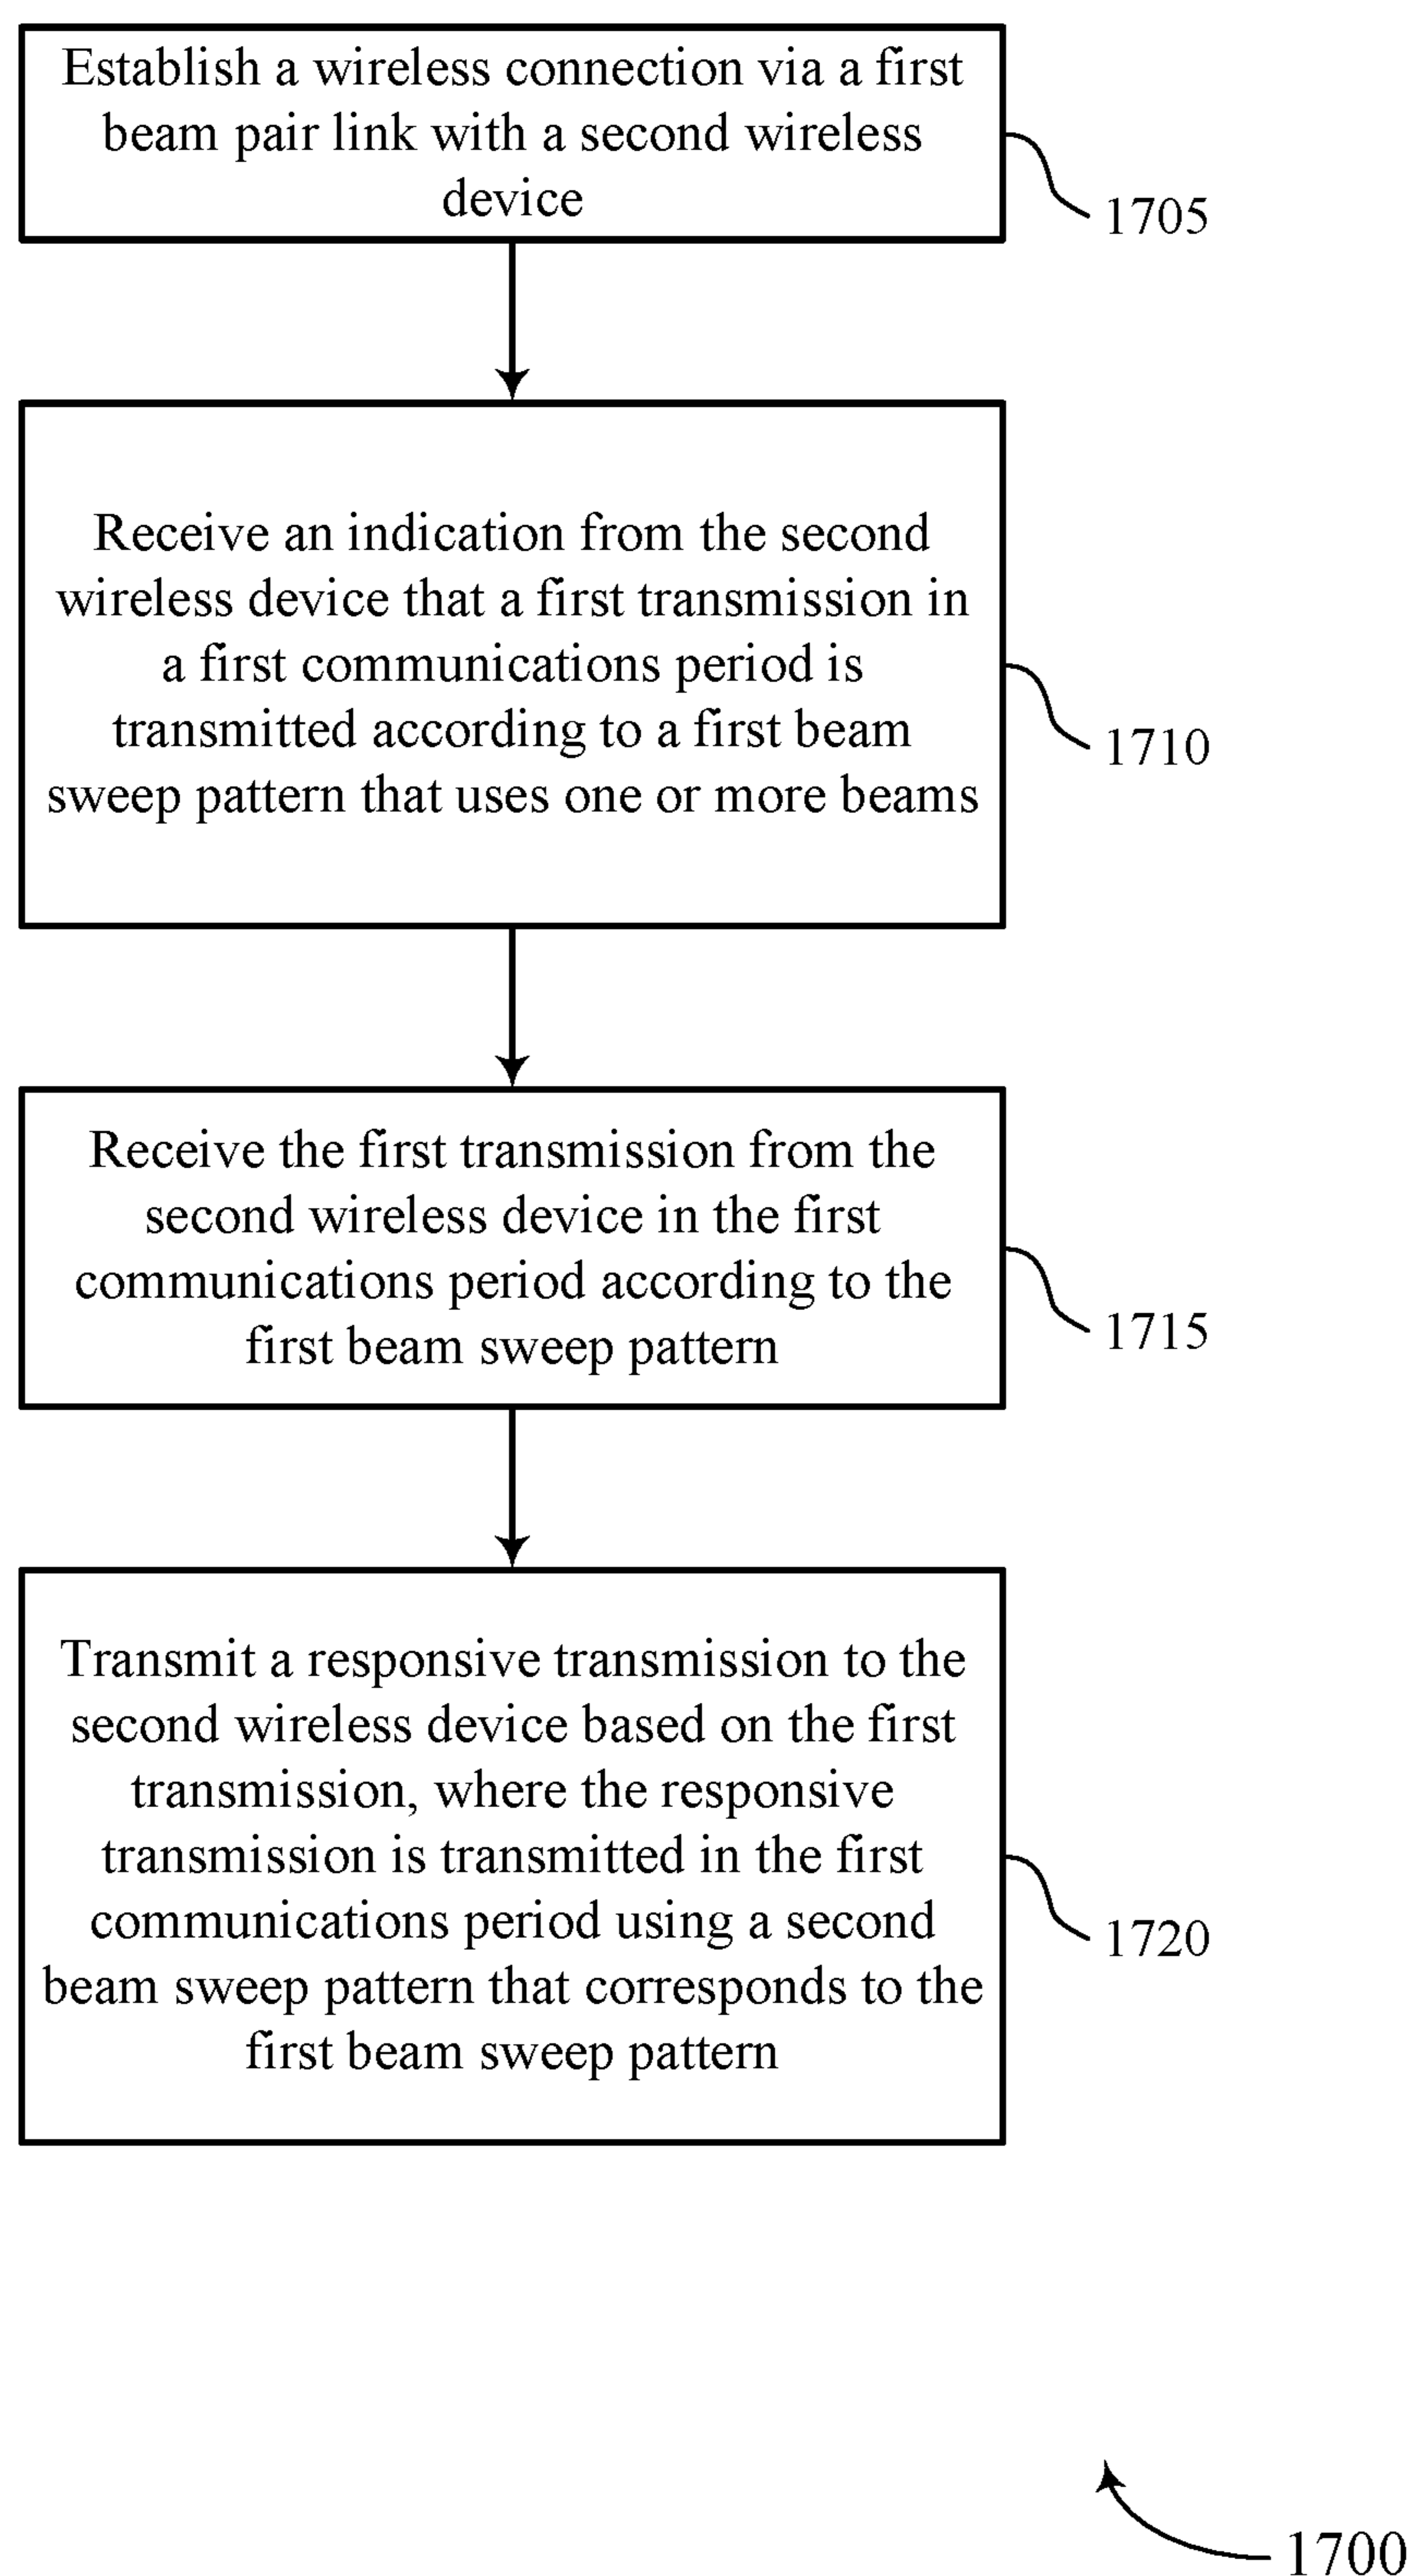 Establish a wireless connection via a first
beam pair link with a second wireless
device
1705
Receive an indication from the second
wireless device that a first transmission in
a first communications period is
transmitted according to a first beam
sweep pattern that uses one or more beams
1710
Receive the first transmission from the
second wireless device in the first
communications period according to the
first beam sweep pattern
1715
Transmit a responsive transmission to the
second wireless device based on the first
transmission, where the responsive
transmission is transmitted in the first
communications period using a second
beam sweep pattern that corresponds to the
first beam sweep pattern
1720
1700